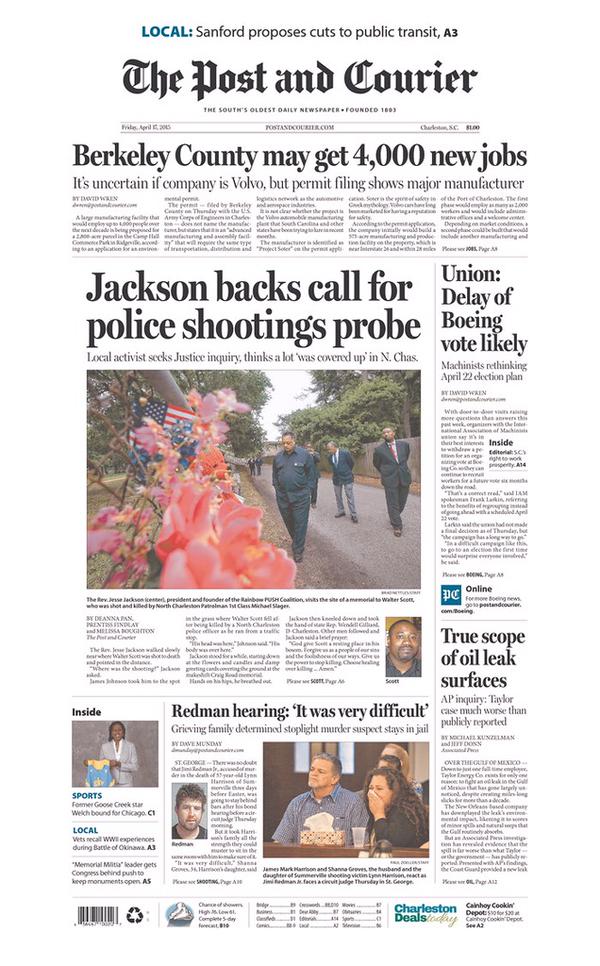 LOCAL: Sanford proposes cuts to public transit, A3
The Post and Courier
THE SOUTH'S OLDEST DAILY NEWSPAPER • FOUNDED 1803
Friday, April 17, 2015 POSTANDCOURIER.COM Charleston, S.C. $1.00
Berkeley County may get 4,000 new jobs
It's uncertain if company is Volvo, but permit filing shows major manufacturer
BY DAVID WREN
dwren@postandcourier.com
A large manufacturing facility that
would employ up to 4,000 people over
the next decade is being proposed for
a 2,800-acre parcel in the Camp Hall
Commerce Park in Ridgeville, accord-
ing to an application for an environ-
mental permit.
The permit — filed by Berkeley
County on Thursday with the U.S.
Army Corps of Engineers in Charles-
ton — does not name the manufac-
turer, but states that it is an "advanced
manufacturing and assembly facil-
ity" that will require the same type
of transportation, distribution and
logistics network as the automotive
and aerospace industries.
It is not clear whether the project is
the Volvo automobile manufacturing
plant that South Carolina and other
states have been trying to lure in recent
months.
The manufacturer is identified as
"Project Soter" on the permit appli-
cation. Soter is the spirit of safety in
Greek mythology. Volvo cars have long
been marketed for having a reputation
for safety.
According to the permit application,
the company initially would build a
575-acre manufacturing and produc-
tion facility on the property, which is
near Interstate 26 and within 28 miles
of the Port of Charleston. The first
phase would employ as many as 2,000
workers and would include adminis-
trative offices and a welcome center.
Depending on market conditions, a
second phase could be built that would
include another manufacturing and
Please see JOBS, Page A8
Jackson backs call for
police shootings probe
Local activist seeks Justice inquiry, thinks a lot 'was covered up' in N. Chas.
BRAD NETTLES/STAFF
The Rev. Jesse Jackson (center), president and founder of the Rainbow PUSH Coalition, visits the site of a memorial to Walter Scott,
who was shot and killed by North Charleston Patrolman 1st Class Michael Slager.
BY DEANNA PAN,
PRENTISS FINDLAY
and MELISSA BOUGHTON
The Post and Courier
The Rev. Jesse Jackson walked slowly
near where Walter Scott was shot to death
and pointed in the distance.
"Where was the shooting?" Jackson
asked.
James Johnson took him to the spot
in the grass where Walter Scott fell af-
ter being killed by a North Charleston
police officer as he ran from a traffic
stop.
"His head was here," Johnson said. "His
body was over here."
Jackson stood for a while, staring down
at the flowers and candles and damp
greeting cards covering the ground at the
makeshift Craig Road memorial.
Hands on his hips, he breathed out.
Jackson then kneeled down and took
the hand of state Rep. Wendell Gilliard,
D-Charleston. Other men followed and
Jackson said a brief prayer:
"God give Scott a resting place in his
bosom. Forgive us as a people of our sins
and the foolishness of our ways. Give us
the power to stop killing. Choose healing
over killing ... Amen."
Please see SCOTT, Page A6
Scott
Union:
Delay of
Boeing
vote likely
Machinists rethinking
April 22 election plan
BY DAVID WREN
dwren@postandcourier.com
With door-to-door visits raising
more questions than answers this
past week, organizers with the Inter-
national Association of Machinists
union say it's in
their best interests
to withdraw a pe-
tition for an orga-
nizing vote at Boe-
ing Co. so they can
continue to recruit
workers for a future vote six months
down the road.
Inside
Editorial: S.C.'s
right-to-work
prosperity. A14
"That's a correct read," said IAM
spokesman Frank Larkin, referring
to the benefits of regrouping instead
of going ahead with a scheduled April
22 vote.
Larkin said the union had not made
a final decision as of Thursday, but
"the campaign has a long way to go."
"In a difficult campaign like this,
to go to an election the first time
would surprise everyone involved,"
he said.
Please see BOEING, Page A8
pc
Online
For more Boeing news,
go to postandcourier.
com/Boeing.
True scope
of oil leak
surfaces
AP inquiry: Taylor
case much worse than
publicly reported
BY MICHAEL KUNZELMAN
and JEFF DONN
Associated Press
OVER THE GULF OF MEXICO —
Down to just one full-time employee,
Taylor Energy Co. exists for only one
reason: to fight an oil leak in the Gulf
of Mexico that has gone largely un-
noticed, despite creating miles-long
slicks for more than a decade.
The New Orleans-based company
has downplayed the leak's environ-
mental impact, likening it to scores
of minor spills and natural seeps that
the Gulf routinely absorbs.
But an Associated Press investiga-
tion has revealed evidence that the
spill is far worse than what Taylor —
or the government — has publicly re-
ported. Presented with AP's findings,
the Coast Guard provided a new leak
Please see OIL, Page A12
Inside
SPORTS
Former Goose Creek star
Welch bound for Chicago. C1
LOCAL
Vets recall WWII experiences
during Battle of Okinawa. A3
"Memorial Militia" leader gets
Congress behind push to
keep monuments open. A5
Redman hearing: 'It was very difficult'
Grieving family determined stoplight murder suspect stays in jail
BY DAVE MUNDAY
dmunday@postandcourier.com
ST. GEORGE — There was no doubt
that Jimi Redman Jr., accused of mur-
der in the death of 57-year-old Lynn
Harrison of Sum-
merville three days
before Easter, was
going to stay behind
bars after his bond
hearing before a cir-
cuit judge Thursday
morning.
But it took Harri-
son's family all the
strength they could
muster to sit in the
same room with him to make sure of it.
"It was very difficult," Shanna
Groves, 34, Harrison's daughter, said
Redman
Please see SHOOTING, Page A10
PAUL ZOELLER/STAFF
James Mark Harrison and Shanna Groves, the husband and the
daughter of Summerville shooting victim Lynn Harrison, react as
Jimi Redman Jr. faces a circuit judge Thursday in St. George.
Chance of showers.
High 76. Low 61.
Complete 5-day
forecast, B10
Bridge B9
Business B1
Classifieds D1
Comics B8-9
Crosswords B8,D10
Dear Abby B7
Editorials A14
Local A2
Movies B7
Obituaries B4
Sports C1
Television B6
Charleston
Deals today
Cainhoy Cookin'
Depot: $10 for $20 at
Cainhoy Cookin' Depot.
See A2